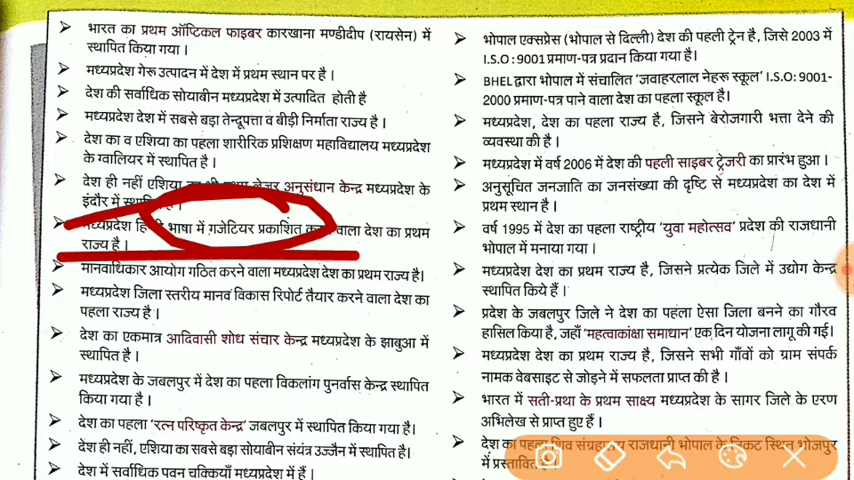 ➢ भारत का प्रथम ऑप्टिकल फाइबर कारखाना मण्डीदीप (रायसेन) में
स्थापित किया गया ।
➢ मध्यप्रदेश गेरू उत्पादन में देश में प्रथम स्थान पर है ।
➢ देश की सर्वाधिक सोयाबीन मध्यप्रदेश में उत्पादित होती है
➢ मध्यप्रदेश देश में सबसे बड़ा तेन्दूपत्ता व बीड़ी निर्माता राज्य है ।
➢ देश का व एशिया का पहला शारीरिक प्रशिक्षण महाविद्यालय मध्यप्रदेश
के ग्वालियर में स्थापित है ।
➢ देश ही नहीं एशिया का भी प्रथम लेजर अनुसंधान केन्द्र मध्यप्रदेश के
इंदौर में स्थापित है ।
➢ मध्यप्रदेश हिन्दी भाषा में गजेटियर प्रकाशित करने वाला देश का प्रथम
राज्य है ।
➢ मानवाधिकार आयोग गठित करने वाला मध्यप्रदेश देश का प्रथम राज्य है।
➢ मध्यप्रदेश जिला स्तरीय मानव विकास रिपोर्ट तैयार करने वाला देश का
पहला राज्य है ।
➢ देश का एकमात्र आदिवासी शोध संचार केन्द्र मध्यप्रदेश के झाबुआ में
स्थापित है ।
➢ मध्यप्रदेश के जबलपुर में देश का पहला विकलांग पुनर्वास केन्द्र स्थापित
किया गया है ।
➢ देश का पहला 'रत्न परिष्कृत केन्द्र' जबलपुर में स्थापित किया गया है।
➢ देश ही नहीं, एशिया का सबसे बड़ा सोयाबीन संयंत्र उज्जैन में स्थापित है।
➢ देश में सर्वाधिक पवन चक्कियाँ मध्यप्रदेश में हैं ।
➢ भोपाल एक्सप्रेस (भोपाल से दिल्ली) देश की पहली ट्रेन है, जिसे 2003 में
I.S.O : 9001 प्रमाण-पत्र प्रदान किया गया है।
➢ BHEL द्वारा भोपाल में संचालित 'जवाहरलाल नेहरू स्कूल' I.S.O: 9001-
2000 प्रमाण-पत्र पाने वाला देश का पहला स्कूल है।
➢ मध्यप्रदेश, देश का पहला राज्य है, जिसने बेरोजगारी भत्ता देने की
व्यवस्था की है ।
➢ मध्यप्रदेश में वर्ष 2006 में देश की पहली साइबर ट्रेजरी का प्रारंभ हुआ ।
➢ अनुसूचित जनजाति का जनसंख्या की दृष्टि से मध्यप्रदेश का देश में
प्रथम स्थान है ।
➢ वर्ष 1995 में देश का पहला राष्ट्रीय 'युवा महोत्सव' प्रदेश की राजधानी
भोपाल में मनाया गया ।
➢ मध्यप्रदेश देश का प्रथम राज्य है, जिसने प्रत्येक जिले में उद्योग केन्द्र
स्थापित किये हैं ।
➢ प्रदेश के जबलपुर जिले ने देश का पहला ऐसा जिला बनने का गौरव
हासिल किया है, जहाँ 'महत्वाकांक्षा समाधान' एक दिन योजना लागू की गई।
➢ मध्यप्रदेश देश का प्रथम राज्य है, जिसने सभी गाँवों को ग्राम संपर्क
नामक वेबसाइट से जोड़ने में सफलता प्राप्त की है ।
➢ भारत में सती-प्रथा के प्रथम साक्ष्य मध्यप्रदेश के सागर जिले के एरण
अभिलेख से प्राप्त हुए हैं ।
➢ देश का पहला शिव संग्रहालय राजधानी भोपाल के निकट स्थित भोजपुर
में प्रस्तावित है ।